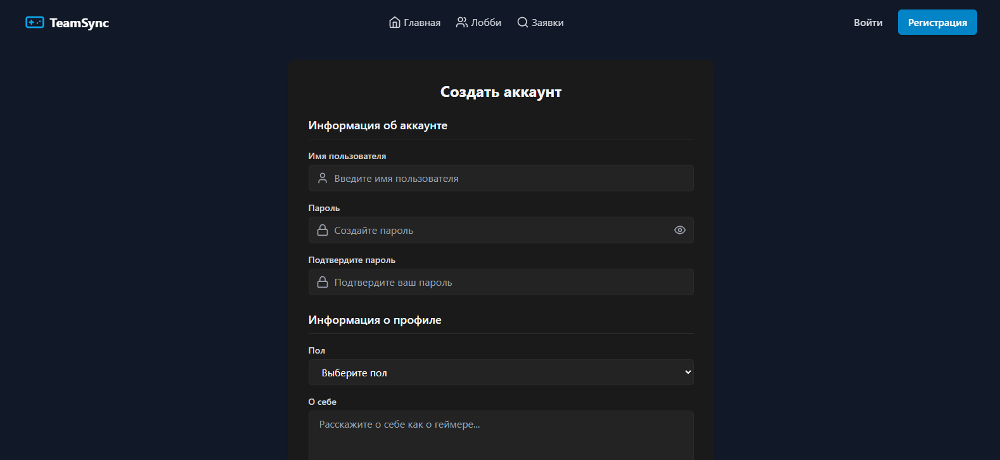 TeamSync
Главная
Лобби
Заявки
Войти
Регистрация
Создать аккаунт
Информация об аккаунте
Имя пользователя
Введите имя пользователя
Пароль
Создайте пароль
Подтвердите пароль
Подтвердите ваш пароль
Информация о профиле
Пол
Выберите пол
О себе
Расскажите о себе как о геймере...